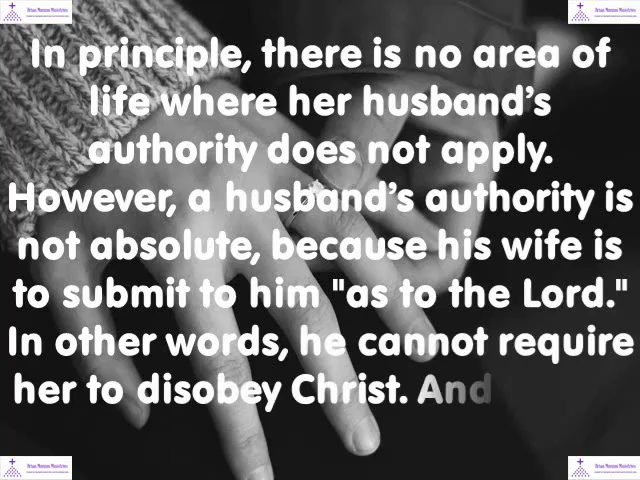 In principle, there is no area of
life where her husband's
authority does not apply.
However, a husband's authority is
not absolute, because his wife is
to submit to him "as to the Lord."
In other words, he cannot require
her to disobey Christ. And